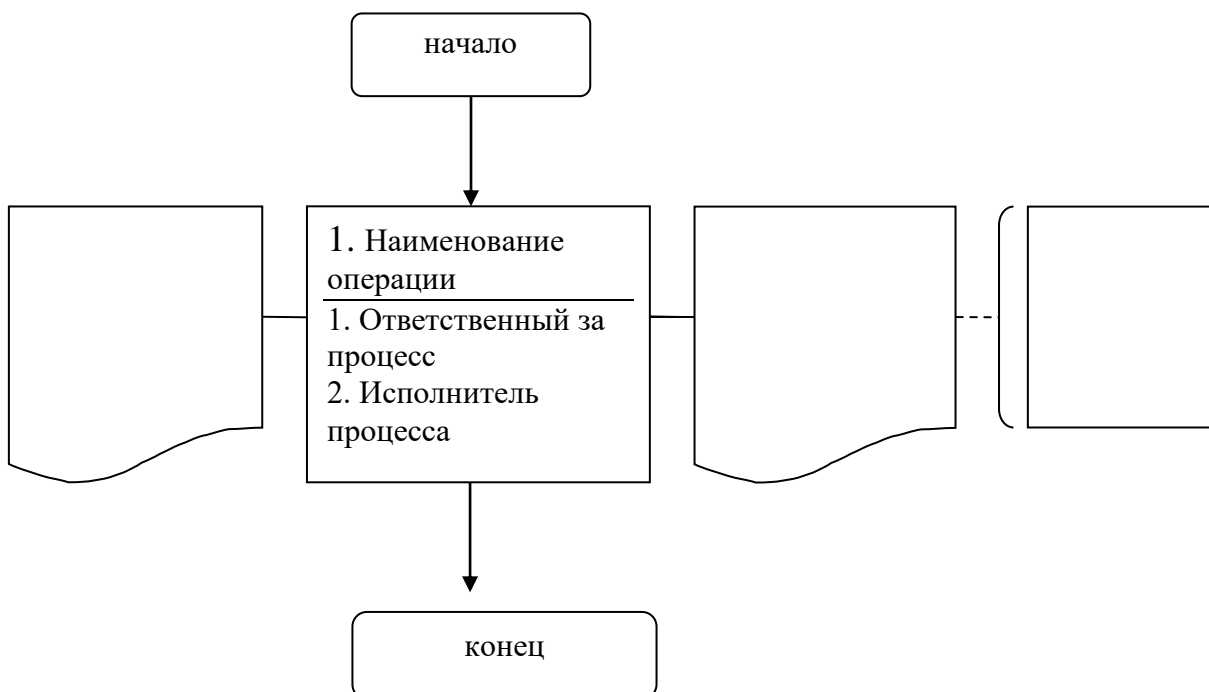 начало
1. Наименование
операции
1. Ответственный за
процесс
2. Исполнитель
процесса
конец